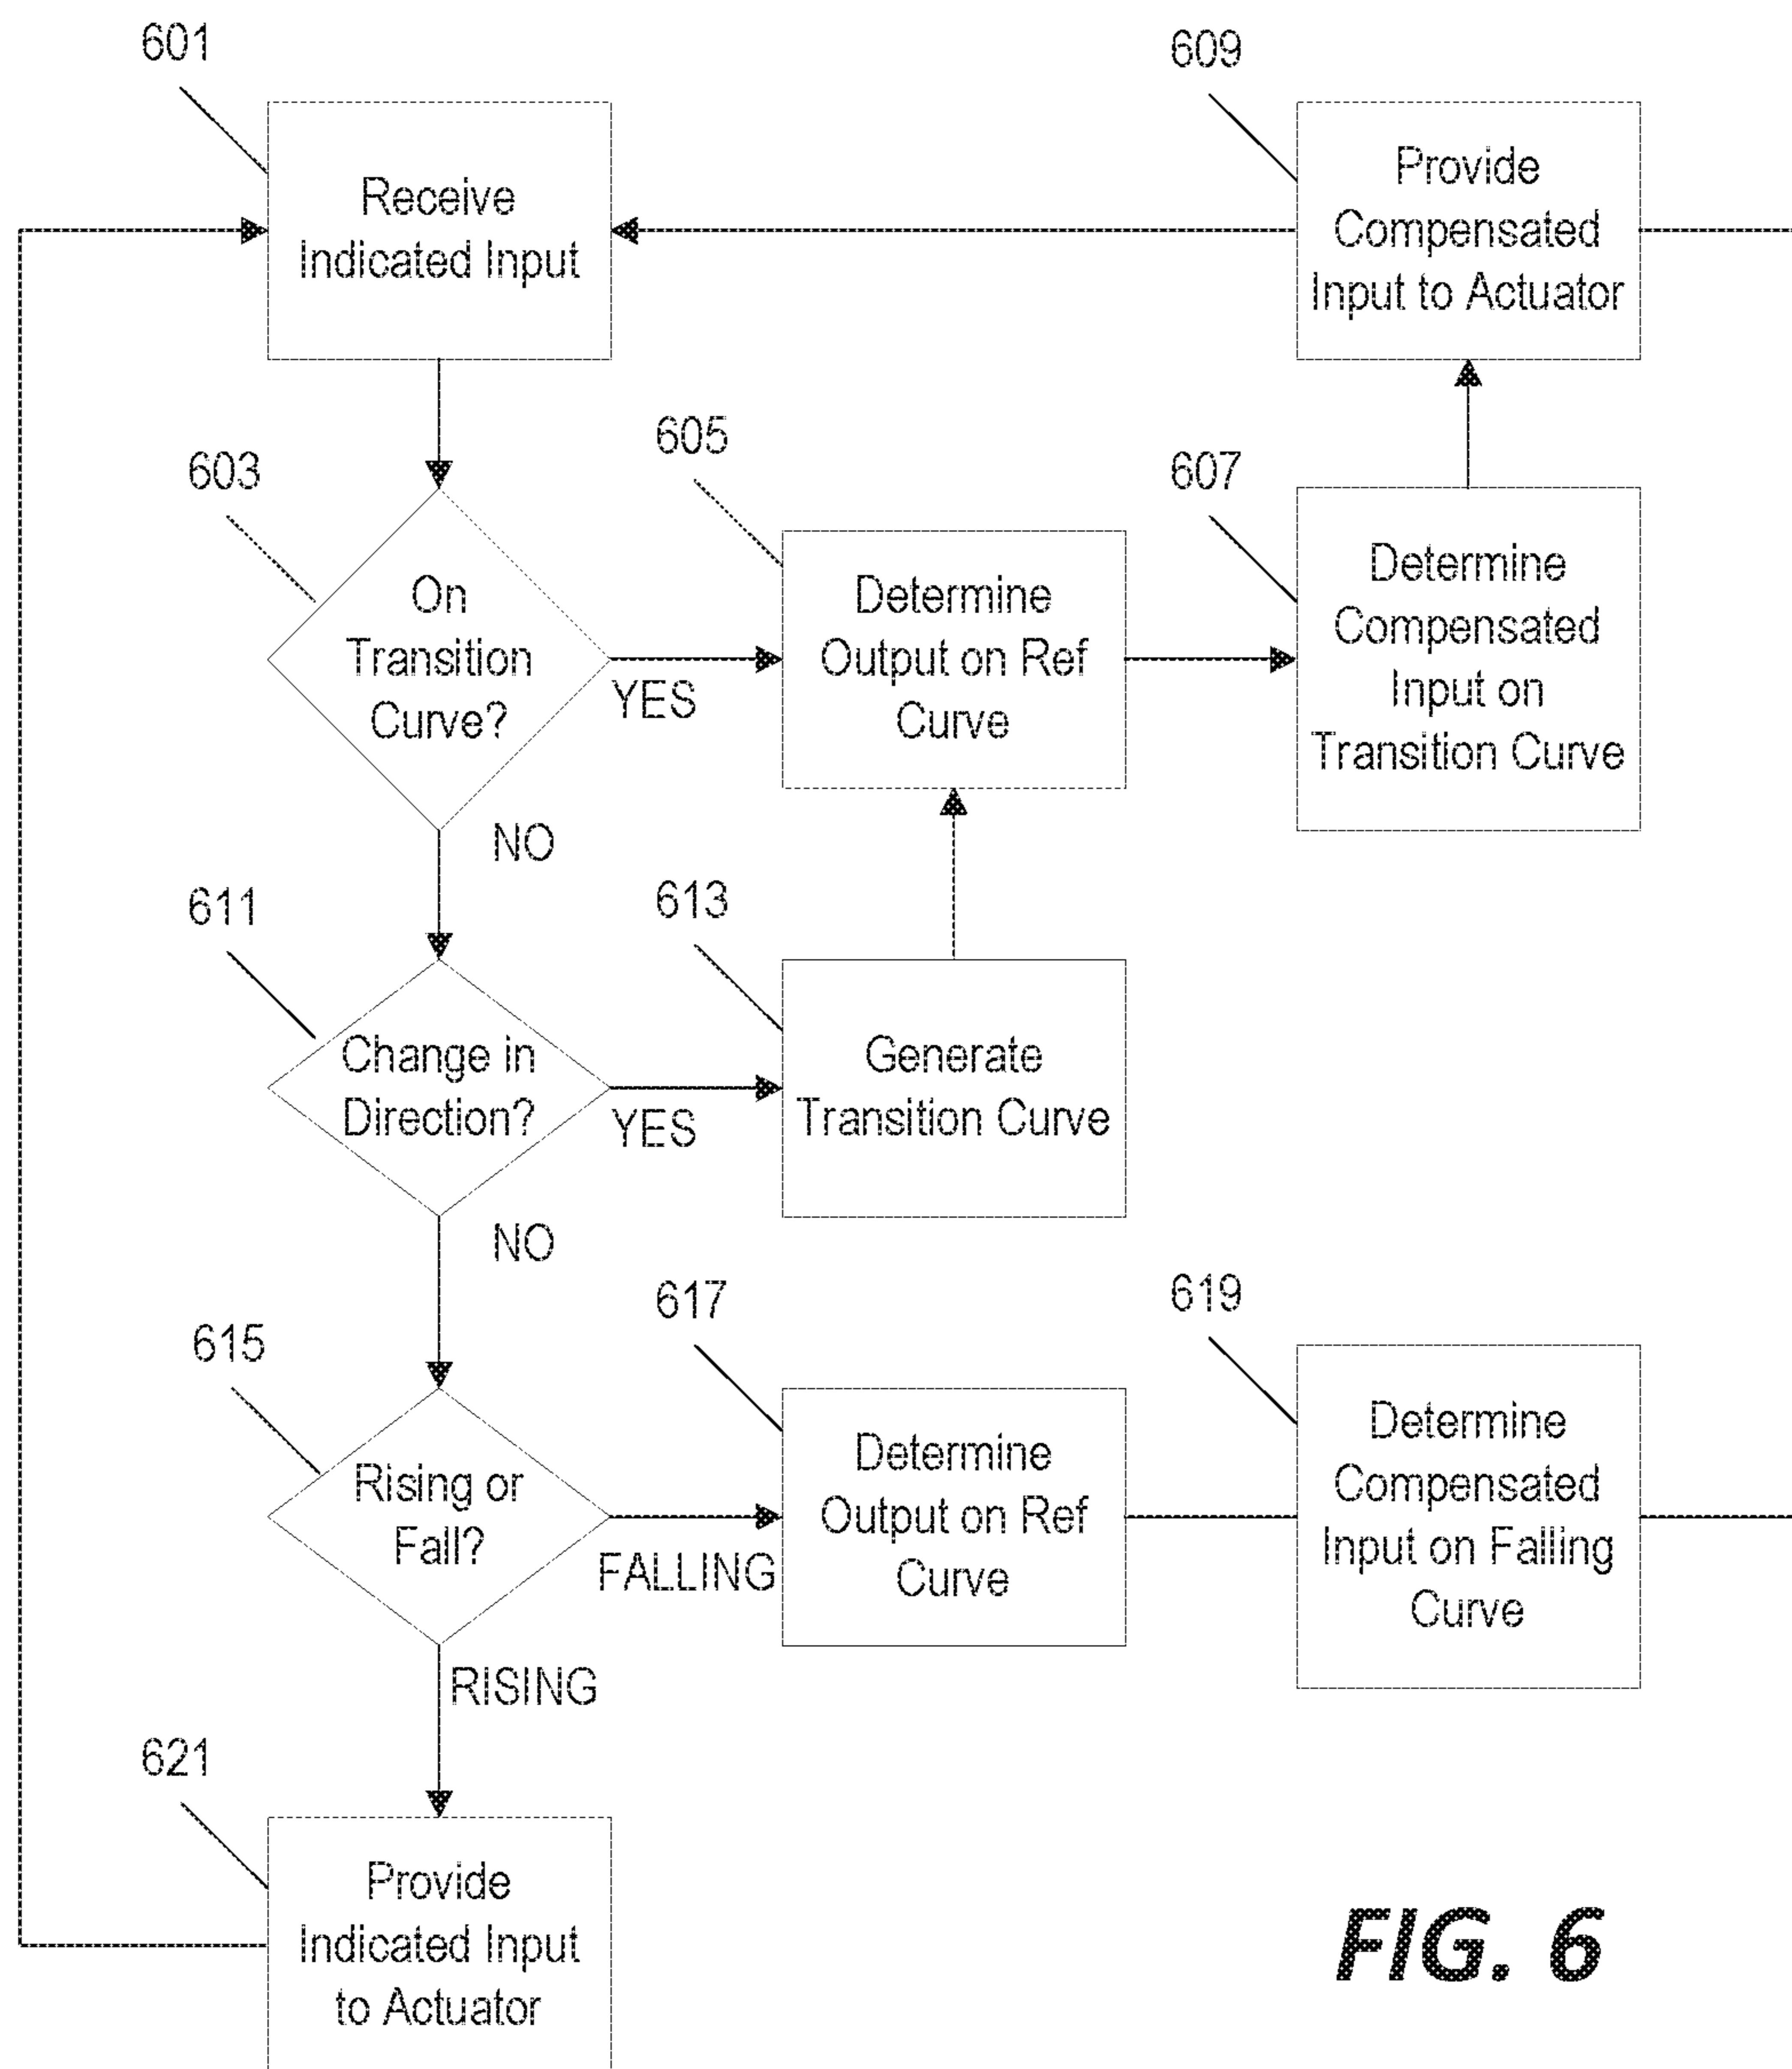 601
Receive
Indicated Input
609
Provide
Compensated
Input to Actuator
603
On
Transition
Curve?
YES
NO
605
Determine
Output on Ref
Curve
607
Determine
Compensated
Input on
Transition Curve
611
Change in
Direction?
YES
NO
613
Generate
Transition Curve
615
Rising or
Fall?
FALLING
RISING
617
Determine
Output on Ref
Curve
619
Determine
Compensated
Input on Falling
Curve
621
Provide
Indicated Input
to Actuator
FIG. 6